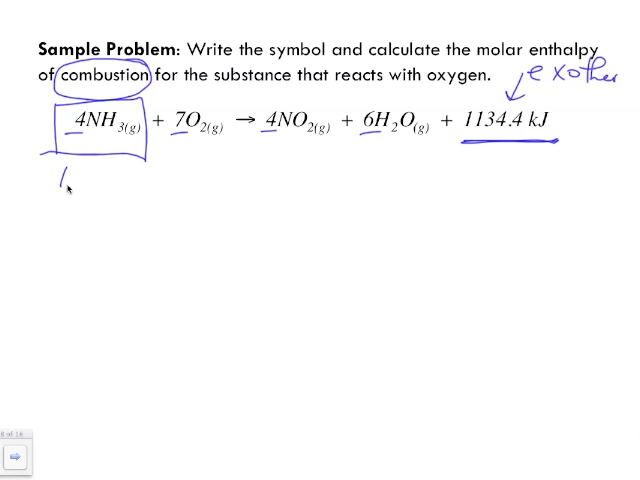 Sample Problem: Write the symbol and calculate the molar enthalpy
of combustion for the substance that reacts with oxygen.
exother
4NH₃(g) + 7O₂(g) → 4NO₂(g) + 6H₂O(g) + 1134.4 kJ
8 of 16